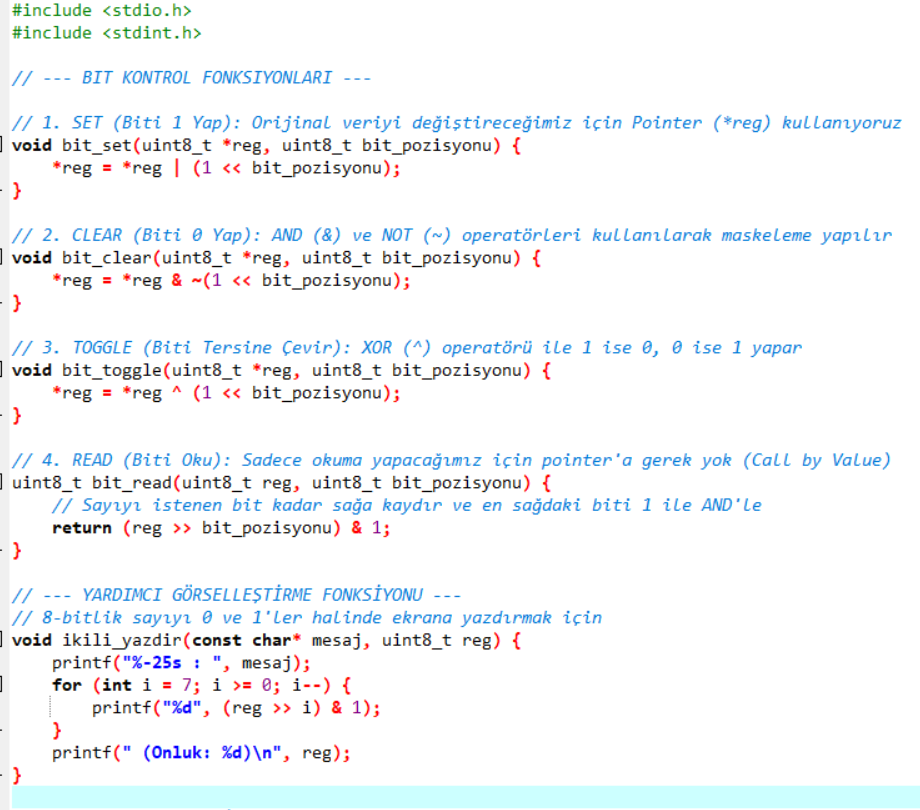 #include <stdio.h>
#include <stdint.h>
// --- BIT KONTROL FONKSIYONLARI ---
// 1. SET (Biti 1 Yap): Orijinal veriyi değiştireceğimiz için Pointer (*reg) kullanıyoruz
void bit_set(uint8_t *reg, uint8_t bit_pozisyonu) {
    *reg = *reg | (1 << bit_pozisyonu);
}
// 2. CLEAR (Biti 0 Yap): AND (&) ve NOT (~) operatörleri kullanılarak maskeleme yapılır
void bit_clear(uint8_t *reg, uint8_t bit_pozisyonu) {
    *reg = *reg & ~(1 << bit_pozisyonu);
}
// 3. TOGGLE (Biti Tersine Çevir): XOR (^) operatörü ile 1 ise 0, 0 ise 1 yapar
void bit_toggle(uint8_t *reg, uint8_t bit_pozisyonu) {
    *reg = *reg ^ (1 << bit_pozisyonu);
}
// 4. READ (Biti Oku): Sadece okuma yapacağımız için pointer'a gerek yok (Call by Value)
uint8_t bit_read(uint8_t reg, uint8_t bit_pozisyonu) {
    // Sayıyı istenen bit kadar sağa kaydır ve en sağdaki biti 1 ile AND'le
    return (reg >> bit_pozisyonu) & 1;
}
// --- YARDIMCI GÖRSELLEŞTİRME FONKSİYONU ---
// 8-bitlik sayıyı 0 ve 1'ler halinde ekrana yazdırmak için
void ikili_yazdir(const char* mesaj, uint8_t reg) {
    printf("%-25s : ", mesaj);
    for (int i = 7; i >= 0; i--) {
        printf("%d", (reg >> i) & 1);
    }
    printf(" (Onluk: %d)\n", reg);
}